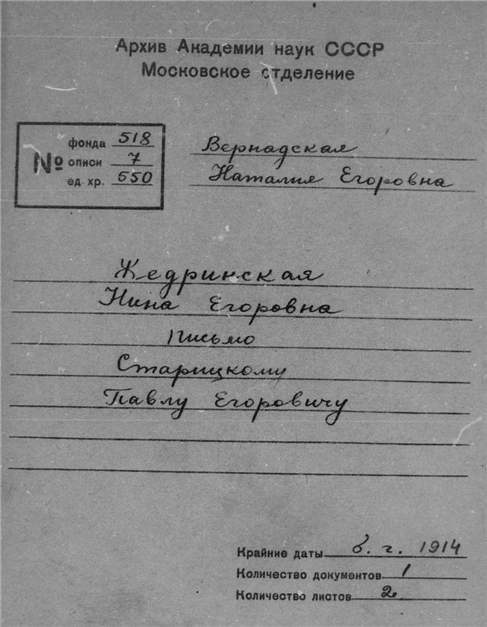 Архив Академии наук СССР
Московское отделение
№ фонда 518
описи 7
ед. хр. 550
Вернадская
Наталия Егоровна
Жедринская
Нина Егоровна
письмо
Старицкому
Павлу Егоровичу
Крайние даты б. г. 1914
Количество документов 1
Количество листов 2